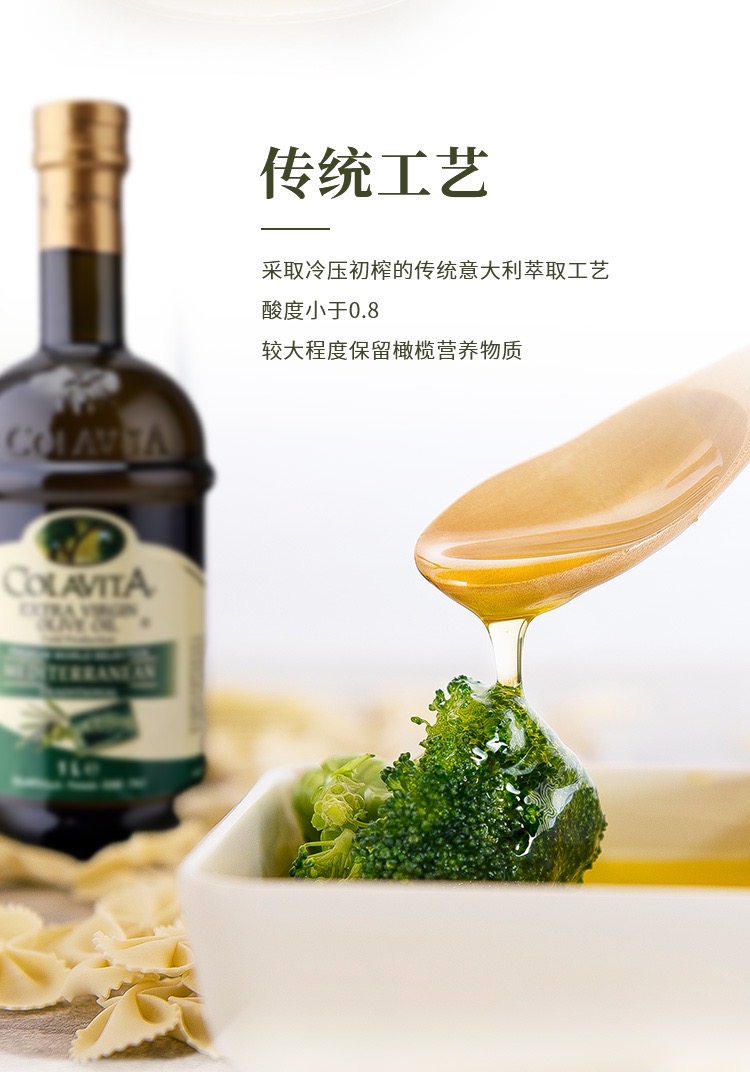 传统工艺
采取冷压初榨的传统意大利萃取工艺
酸度小于0.8
较大程度保留橄榄营养物质
COLAVITA
COLAVITA
EXTRA VIRGIN
OLIVE OIL
MEDITERRANEAN
1 L e